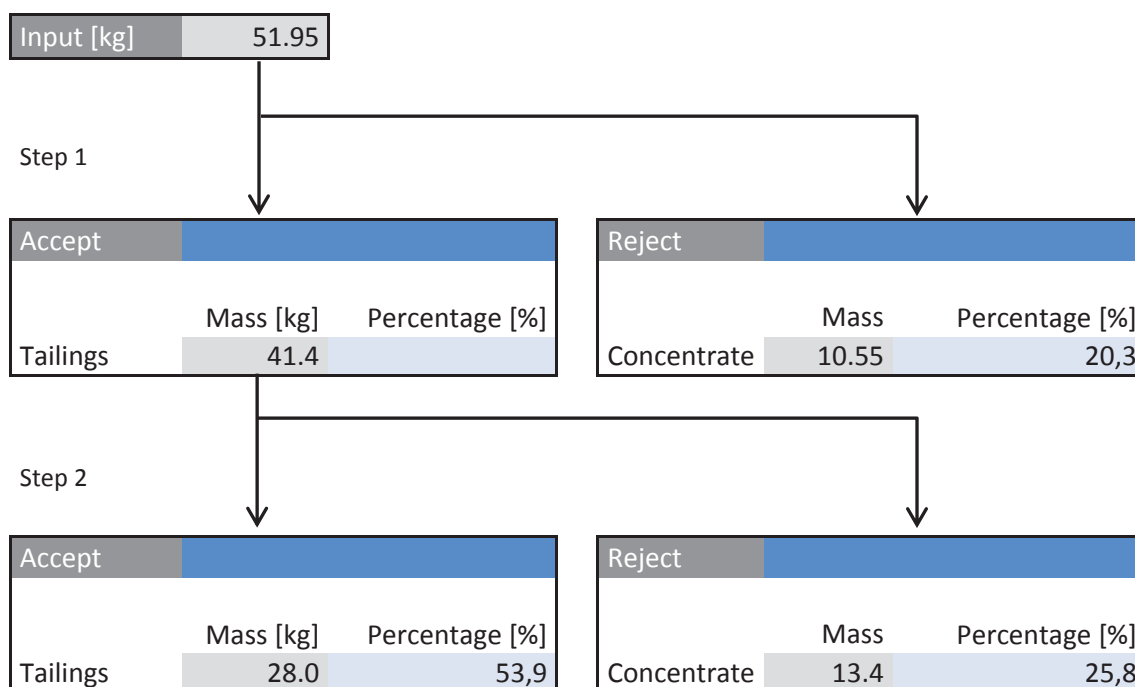 Input [kg] 51.95
Step 1
Accept Reject
Mass [kg] Percentage [%] Mass Percentage [%]
Tailings 41.4 Concentrate 10.55 20,3
Step 2
Accept Reject
Mass [kg] Percentage [%] Mass Percentage [%]
Tailings 28.0 53,9 Concentrate 13.4 25,8